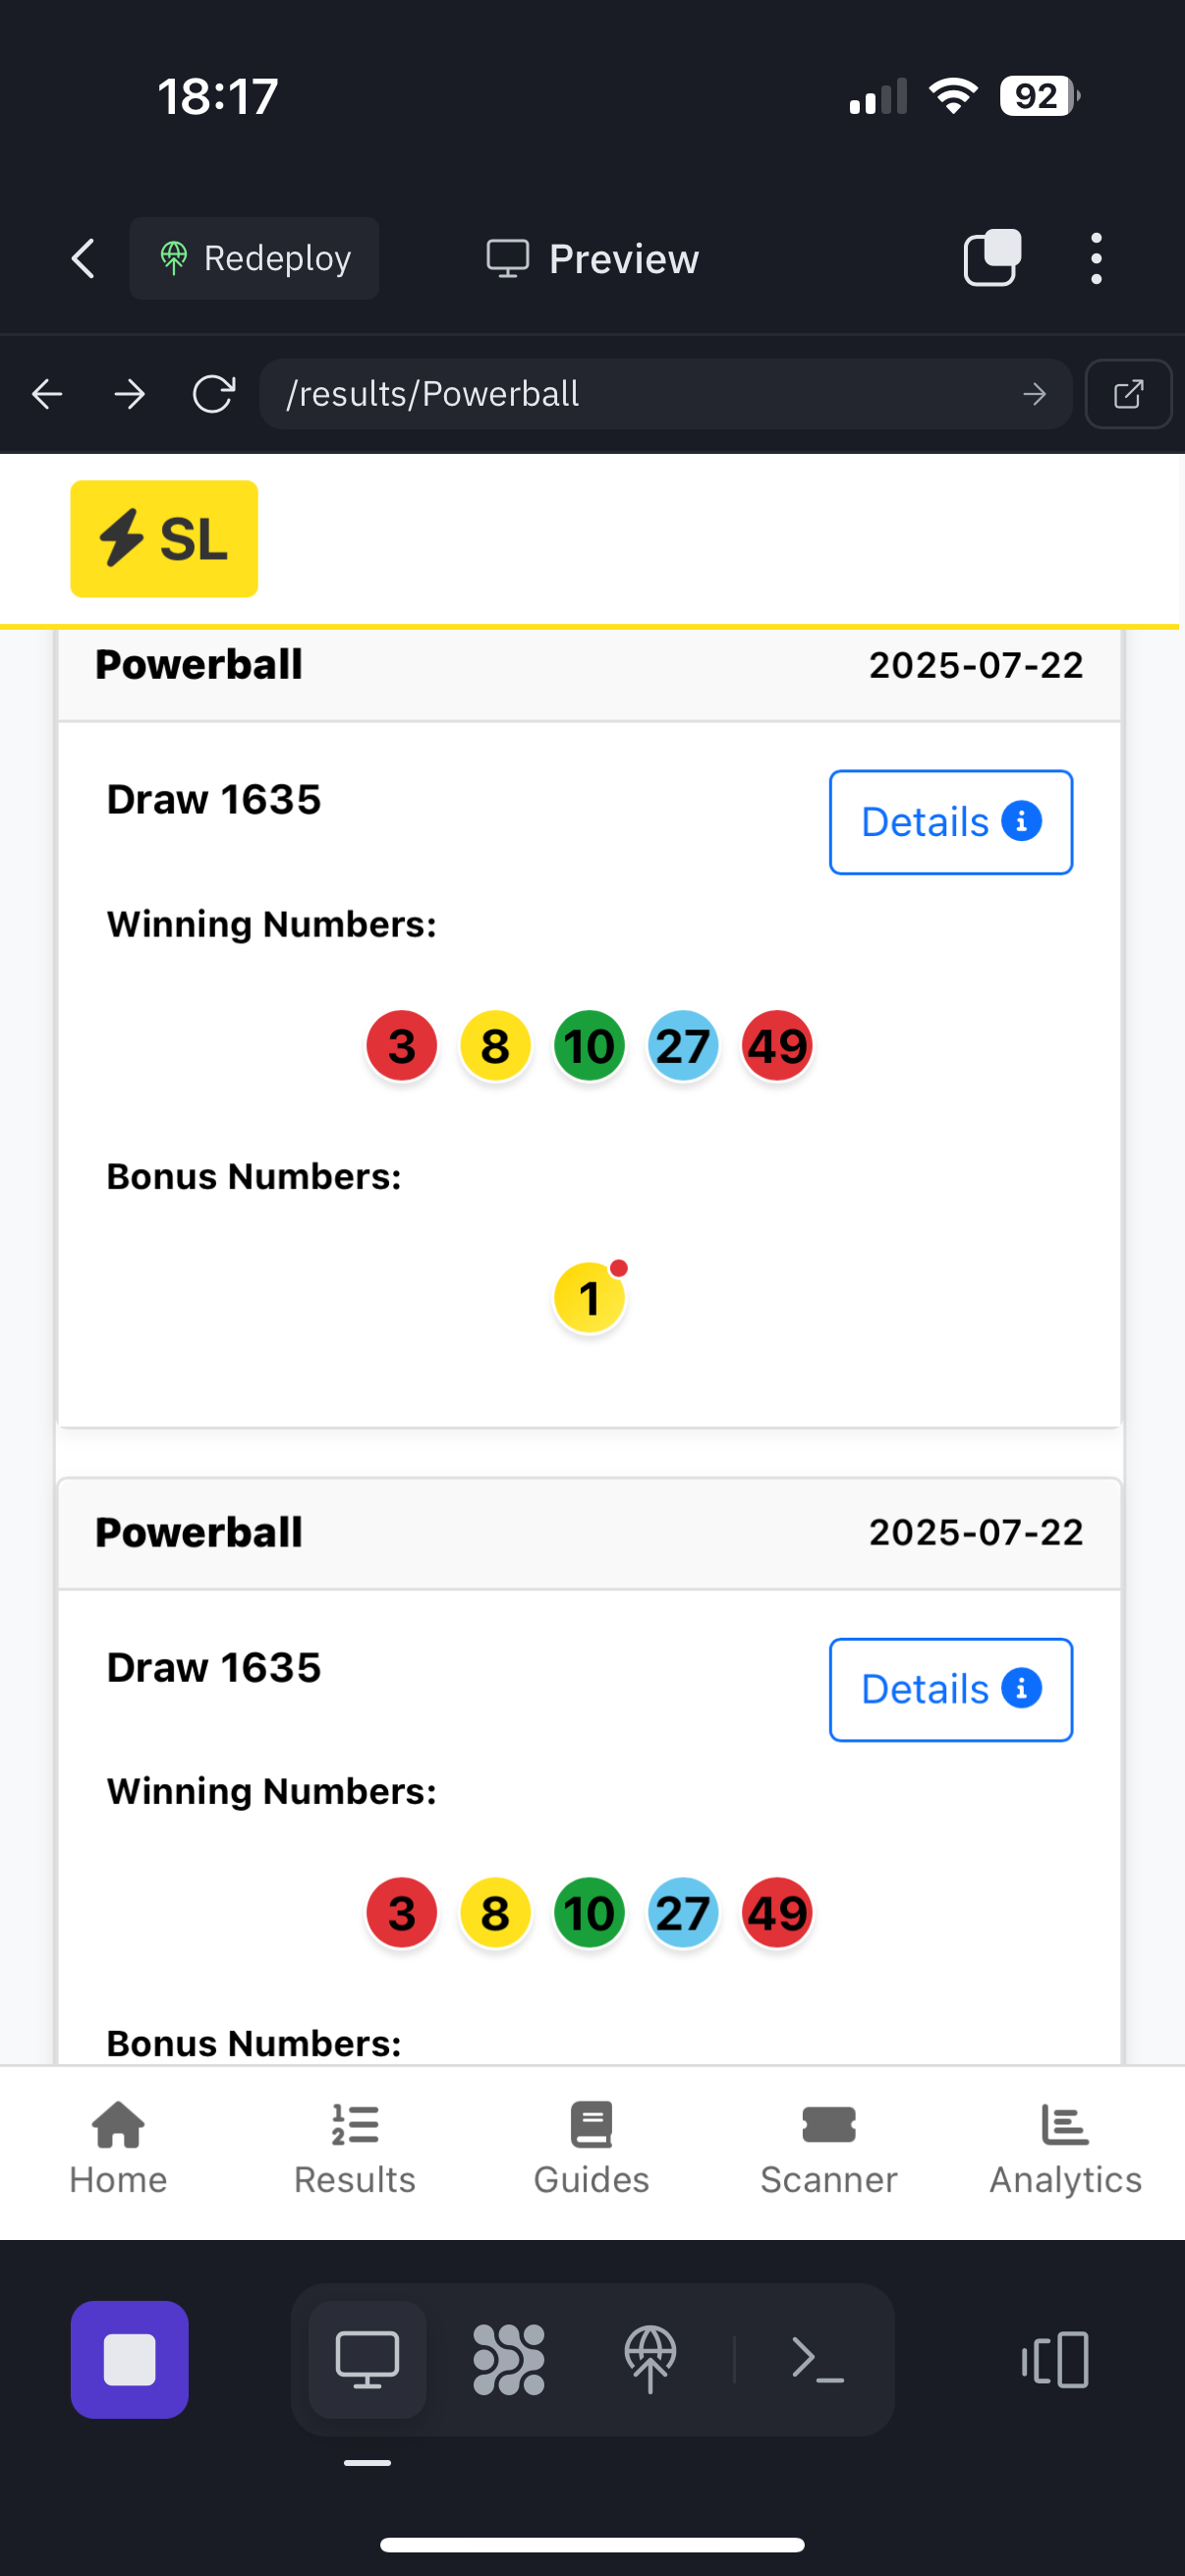 18:17
92
Redeploy
Preview
/results/Powerball
SL
Powerball 2025-07-22
Draw 1635
Details
Winning Numbers:
3 8 10 27 49
Bonus Numbers:
1
Powerball 2025-07-22
Draw 1635
Details
Winning Numbers:
3 8 10 27 49
Bonus Numbers:
Home Results Guides Scanner Analytics